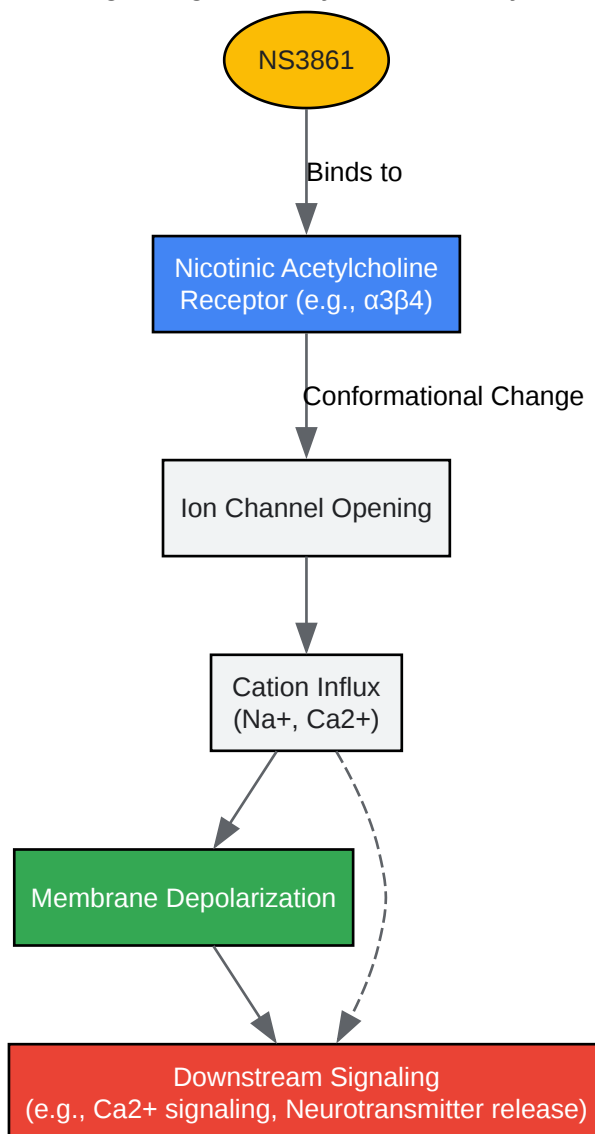 NS3861
Binds to
Nicotinic Acetylcholine
Receptor (e.g., α3β4)
Conformational Change
Ion Channel Opening
Cation Influx
(Na+, Ca2+)
Membrane Depolarization
Downstream Signaling
(e.g., Ca2+ signaling, Neurotransmitter release)